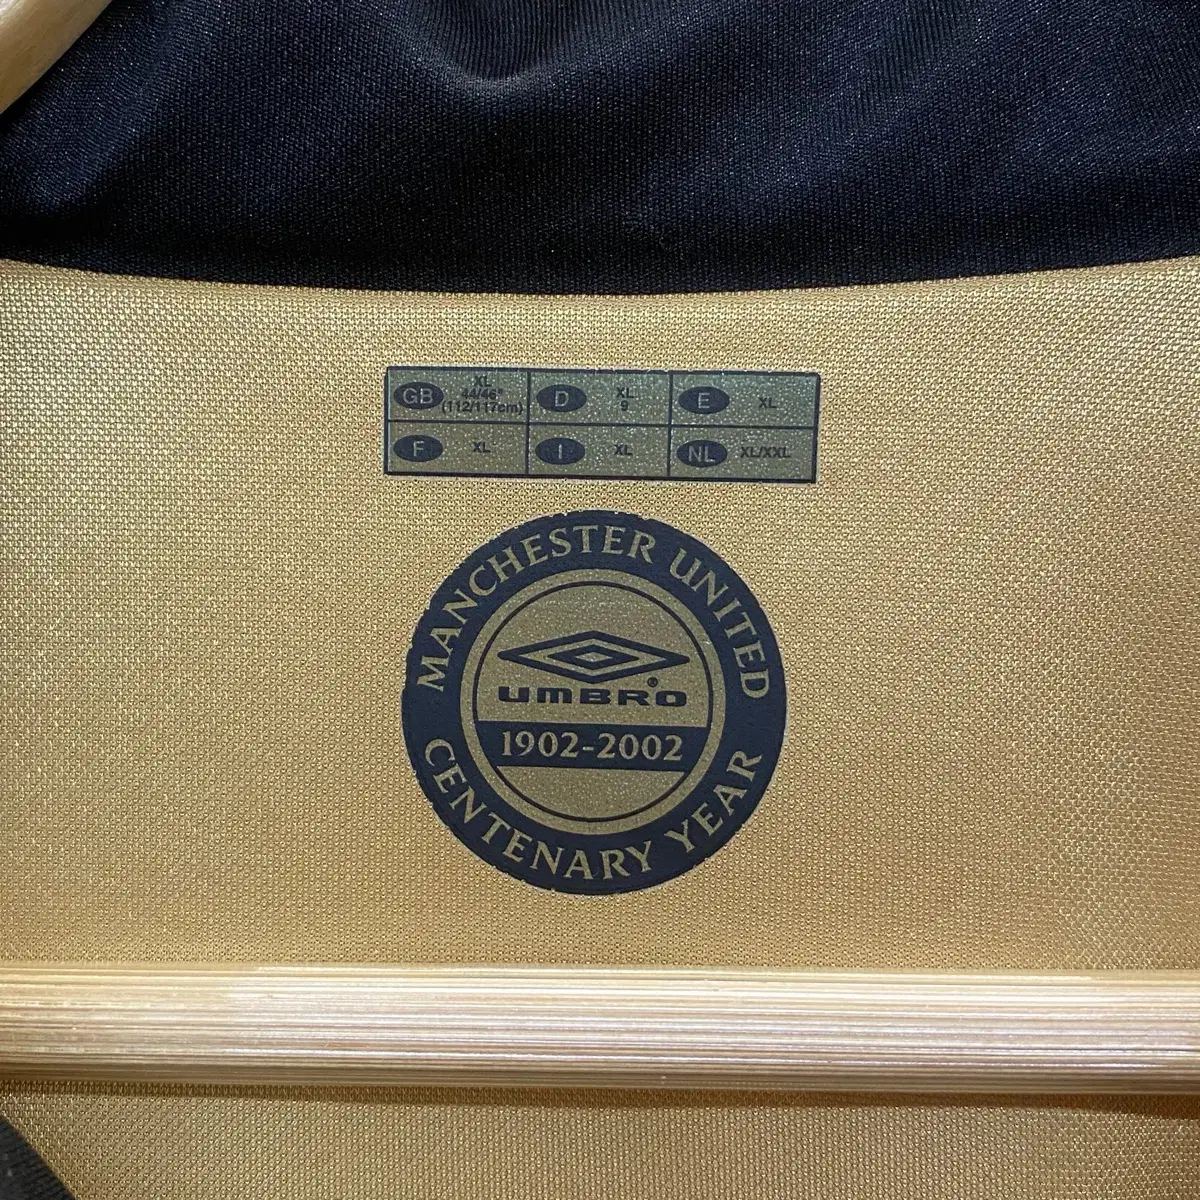 GB XL 44/46" (112/117cm) D XL 9 E XL
F XL I XL NL XL/XXL
MANCHESTER UNITED
UMBRO®
1902-2002
CENTENARY YEAR